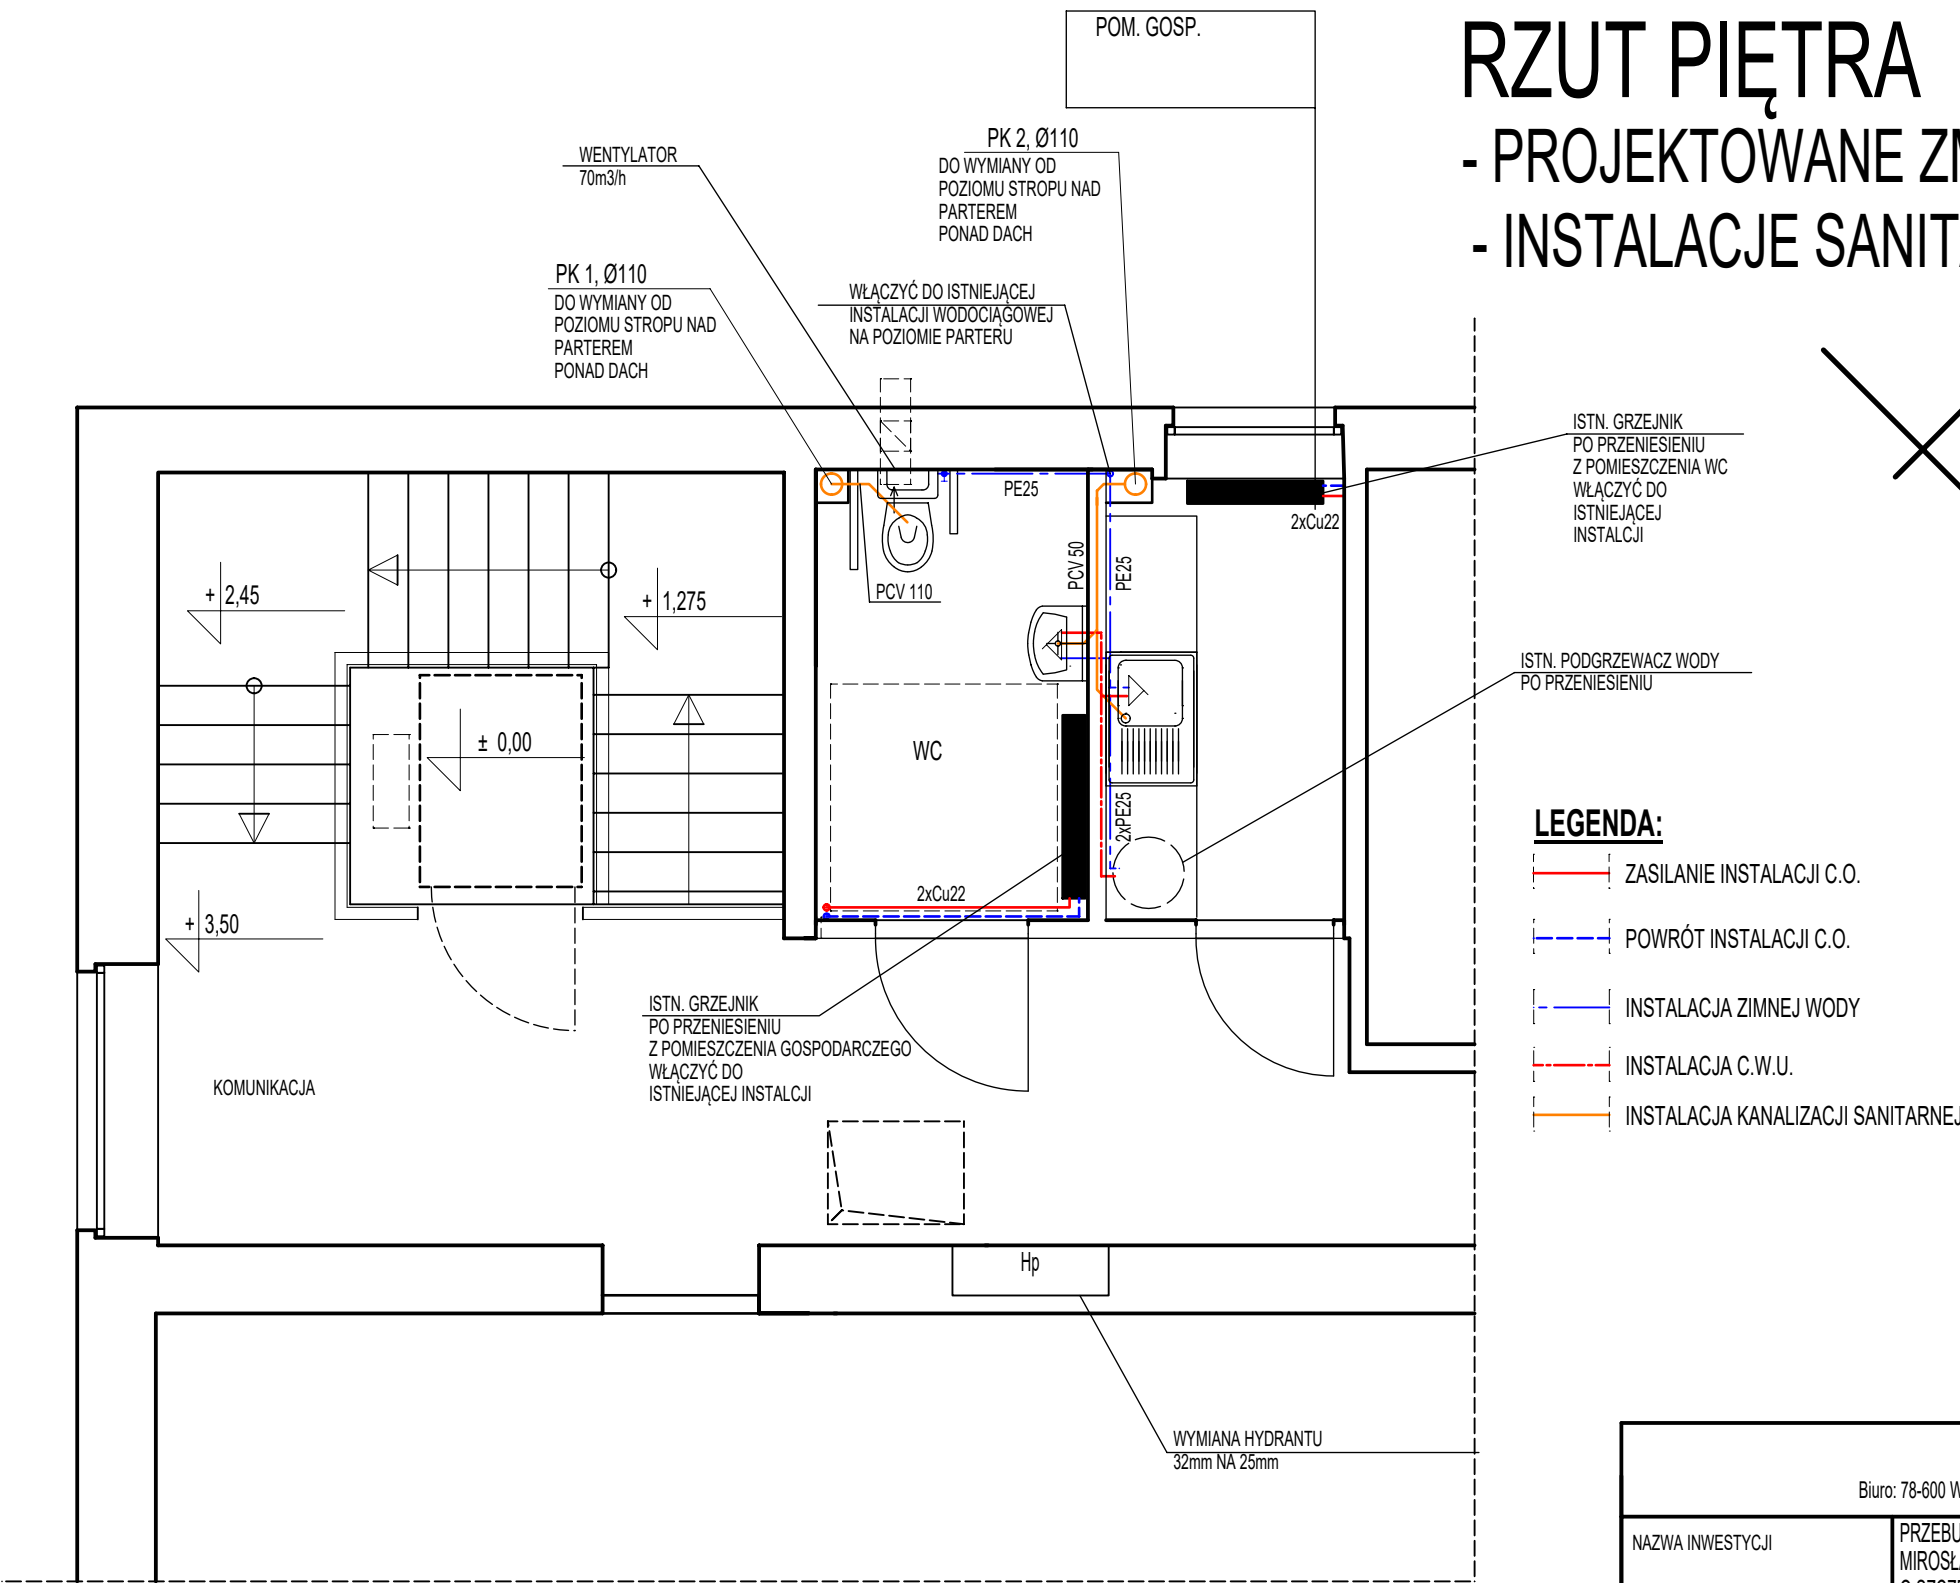 POM. GOSP.
RZUT PIĘTRA
- PROJEKTOWANE
- INSTALACJE
WENTYLATOR
70m3/h
PK 2, Ø110
DO WYMIANY OD
POZIOMU STROPU NAD
PARTEREM
PONAD DACH
PK 1, Ø110
DO WYMIANY OD
POZIOMU STROPU NAD
PARTEREM
PONAD DACH
WŁĄCZYĆ DO ISTNIEJĄCEJ
INSTALACJI WODOCIĄGOWEJ
NA POZIOMIE PARTERU
ISTN. GRZEJNIK
PO PRZENIESIENIU
Z POMIESZCZENIA WC
WŁĄCZYĆ DO
ISTNIEJĄCEJ
INSTALCJI
PE25
2xCu22
PCV 50
PE25
PCV 110
+ 2,45
+ 1,275
ISTN. PODGRZEWACZ WODY
PO PRZENIESIENIU
± 0,00
WC
2xPE25
2xCu22
+ 3,50
LEGENDA:
ZASILANIE INSTALACJI C.O.
POWRÓT INSTALACJI C.O.
INSTALACJA ZIMNEJ WODY
INSTALACJA C.W.U.
INSTALACJA KANALIZACJI SANITARNEJ
ISTN. GRZEJNIK
PO PRZENIESIENIU
Z POMIESZCZENIA GOSPODARCZEGO
WŁĄCZYĆ DO
ISTNIEJĄCEJ INSTALCJI
KOMUNIKACJA
Hp
WYMIANA HYDRANTU
32mm NA 25mm
Biuro: 78-600 W
NAZWA INWESTYCJI
PRZEBU
MIROSŁ